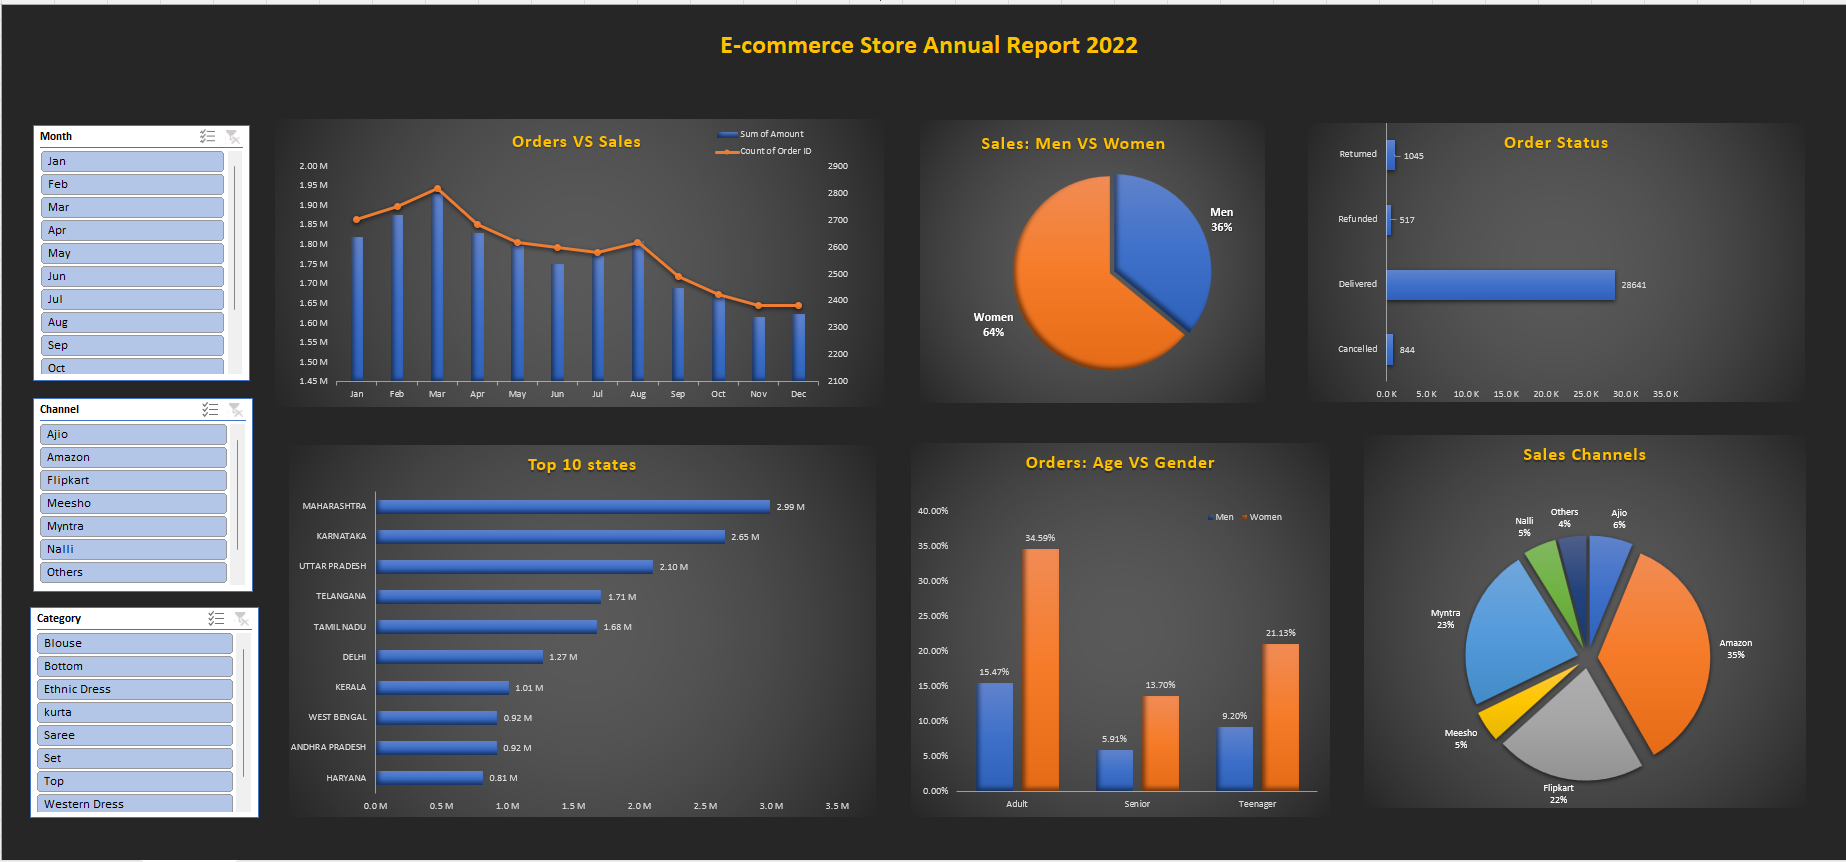 E-commerce Store Annual Report 2022
Month
Jan
Feb
Mar
Apr
May
Jun
Jul
Aug
Sep
Oct
Channel
Ajio
Amazon
Flipkart
Meesho
Myntra
Nalli
Others
Category
Blouse
Bottom
Ethnic Dress
kurta
Saree
Set
Top
Western Dress
Orders VS Sales
Sum of Amount
Count of Order ID
2.00 M
1.95 M
1.90 M
1.85 M
1.80 M
1.75 M
1.70 M
1.65 M
1.60 M
1.55 M
1.50 M
1.45 M
2900
2800
2700
2600
2500
2400
2300
2200
2100
Jan Feb Mar Apr May Jun Jul Aug Sep Oct Nov Dec
Sales: Men VS Women
Men
36%
Women
64%
Order Status
Returned 1045
Refunded 517
Delivered 28641
Cancelled 844
0.0 K 5.0 K 10.0 K 15.0 K 20.0 K 25.0 K 30.0 K 35.0 K
Top 10 states
MAHARASHTRA 2.99 M
KARNATAKA 2.65 M
UTTAR PRADESH 2.10 M
TELANGANA 1.71 M
TAMIL NADU 1.68 M
DELHI 1.27 M
KERALA 1.01 M
WEST BENGAL 0.92 M
ANDHRA PRADESH 0.92 M
HARYANA 0.81 M
0.0 M 0.5 M 1.0 M 1.5 M 2.0 M 2.5 M 3.0 M 3.5 M
Orders: Age VS Gender
Men Women
40.00%
35.00%
30.00%
25.00%
20.00%
15.00%
10.00%
5.00%
0.00%
15.47%
34.59%
5.91%
13.70%
9.20%
21.13%
Adult Senior Teenager
Sales Channels
Ajio
6%
Amazon
35%
Flipkart
22%
Meesho
5%
Myntra
23%
Nalli
5%
Others
4%